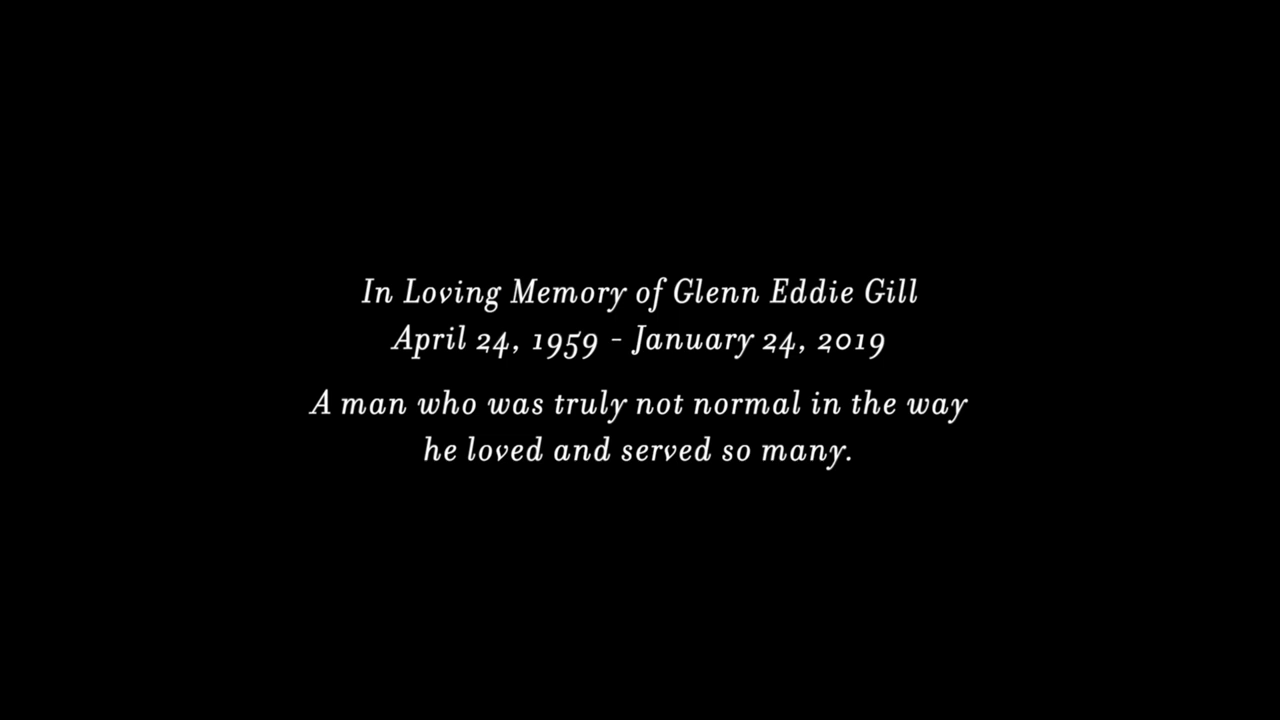 In Loving Memory of Glenn Eddie Gill
April 24, 1959 - January 24, 2019
A man who was truly not normal in the way
he loved and served so many.